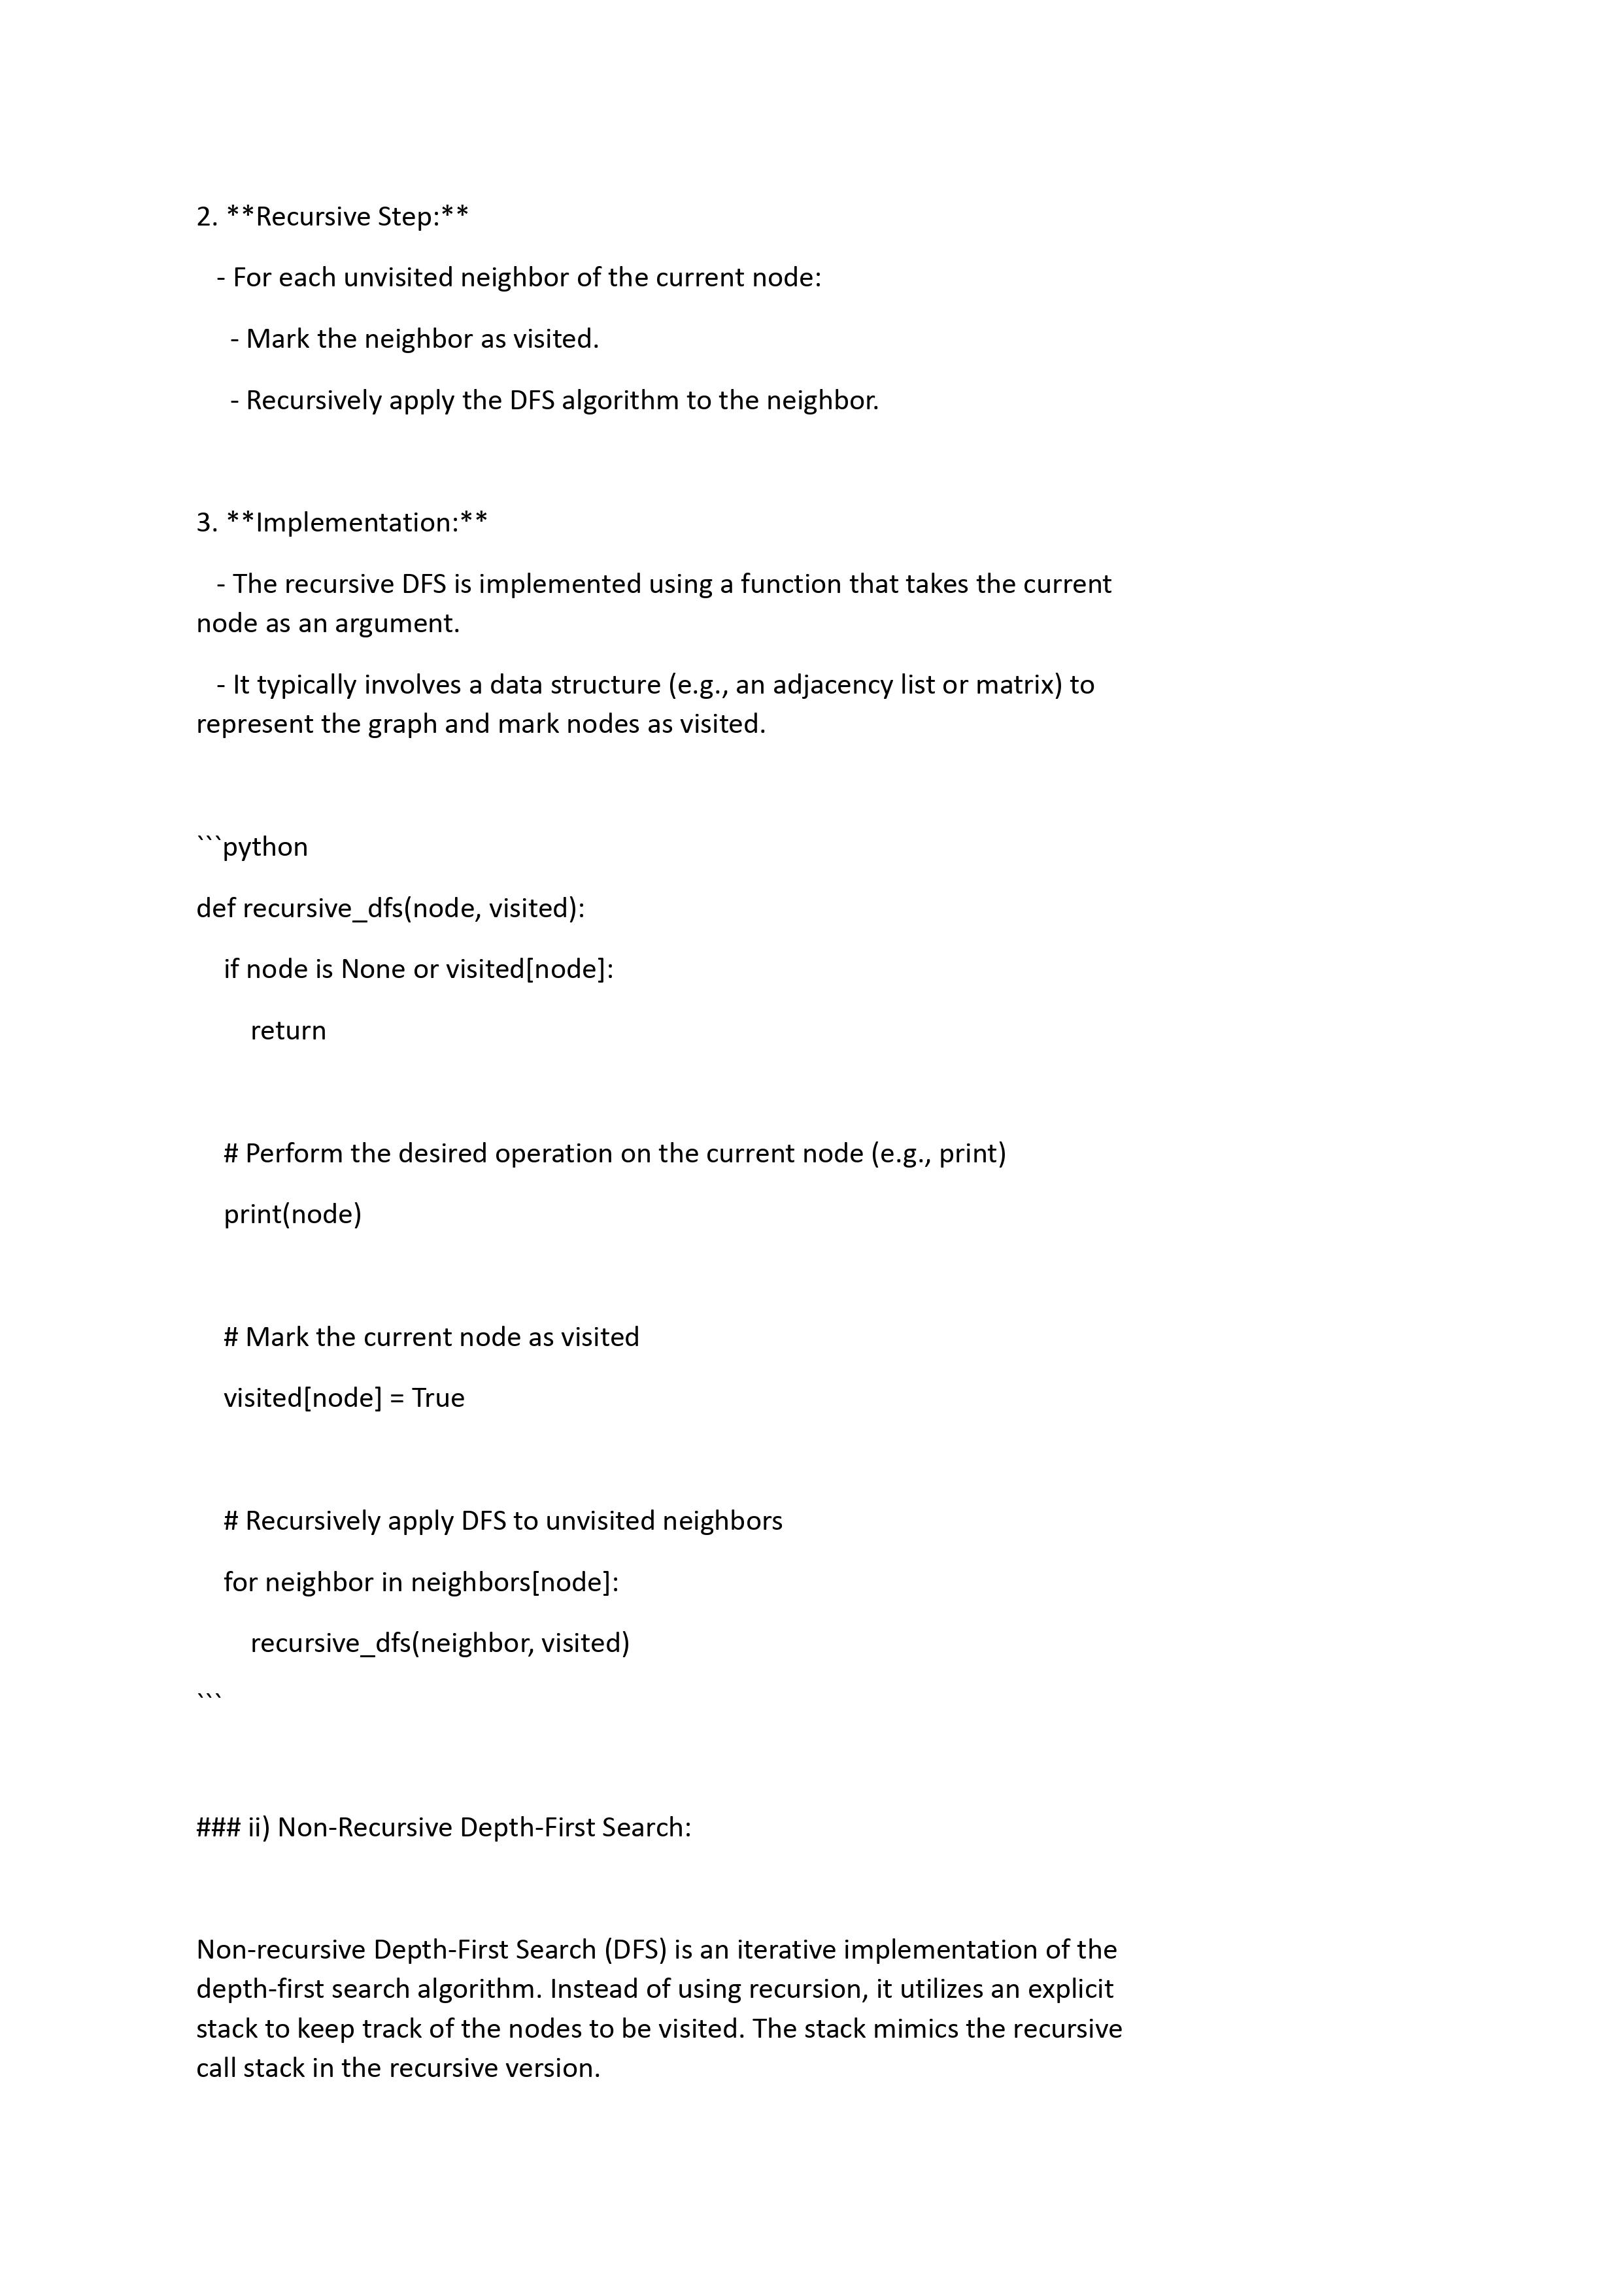 2. **Recursive Step:**
- For each unvisited neighbor of the current node:
- Mark the neighbor as visited.
- Recursively apply the DFS algorithm to the neighbor.
3. **Implementation:**
- The recursive DFS is implemented using a function that takes the current
node as an argument.
- It typically involves a data structure (e.g., an adjacency list or matrix) to
represent the graph and mark nodes as visited.
```python
def recursive_dfs(node, visited):
    if node is None or visited[node]:
        return
    # Perform the desired operation on the current node (e.g., print)
    print(node)
    # Mark the current node as visited
    visited[node] = True
    # Recursively apply DFS to unvisited neighbors
    for neighbor in neighbors[node]:
        recursive_dfs(neighbor, visited)
```
### ii) Non-Recursive Depth-First Search:
Non-recursive Depth-First Search (DFS) is an iterative implementation of the
depth-first search algorithm. Instead of using recursion, it utilizes an explicit
stack to keep track of the nodes to be visited. The stack mimics the recursive
call stack in the recursive version.